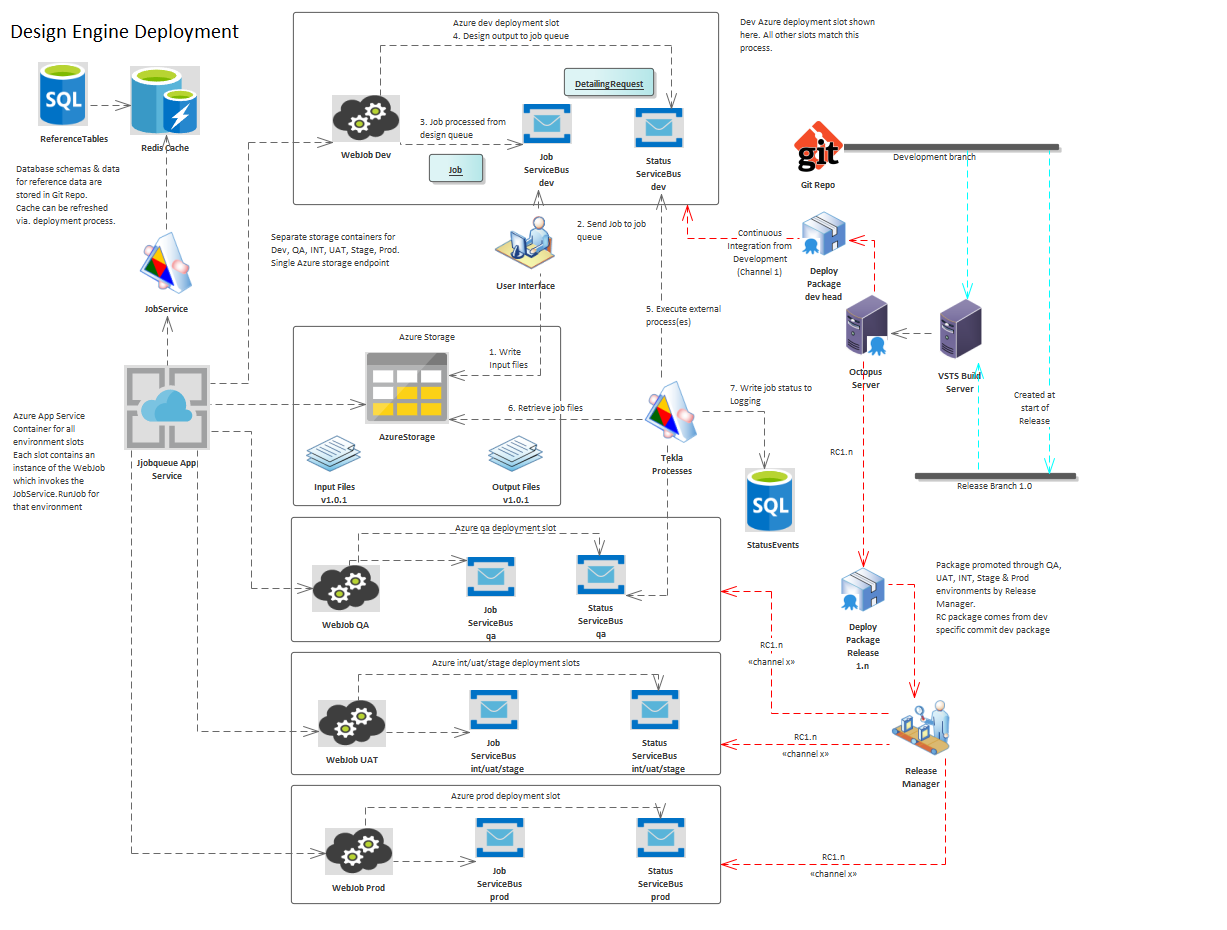 Design Engine Deployment
SQL
ReferenceTables
Redis Cache
Database schemas & data
for reference data are
stored in Git Repo.
Cache can be refreshed
via. deployment process.
JobService
Azure App Service
Container for all
environment slots
Each slot contains an
instance of the WebJob
which invokes the
JobService.RunJob for
that environment
Jjobqueue App
Service
Azure dev deployment slot
4. Design output to job queue
DetailingRequest
WebJob Dev
3. Job processed from
design queue
Job
Job
ServiceBus
dev
Status
ServiceBus
dev
Dev Azure deployment slot shown
here. All other slots match this
process.
Separate storage containers for
Dev, QA, INT, UAT, Stage, Prod.
Single Azure storage endpoint
2. Send Job to job
queue
User Interface
Azure Storage
1. Write
Input files
AzureStorage
Input Files
v1.0.1
Output Files
v1.0.1
5. Execute external
process(es)
6. Retrieve job files
Tekla
Processes
7. Write job status to
Logging
SQL
StatusEvents
git
Git Repo
Development branch
Continuous
Integration from
Development
(Channel 1)
Deploy
Package
dev head
Octopus
Server
VSTS Build
Server
Created at
start of
Release
RC1.n
Release Branch 1.0
Azure qa deployment slot
WebJob QA
Job
ServiceBus
qa
Status
ServiceBus
qa
Deploy
Package
Release
1.n
Package promoted through QA,
UAT, INT, Stage & Prod
environments by Release
Manager.
RC package comes from dev
specific commit dev package
RC1.n
«channel x»
Azure int/uat/stage deployment slots
WebJob UAT
Job
ServiceBus
int/uat/stage
Status
ServiceBus
int/uat/stage
RC1.n
«channel x»
Release
Manager
Azure prod deployment slot
WebJob Prod
Job
ServiceBus
prod
Status
ServiceBus
prod
RC1.n
«channel x»